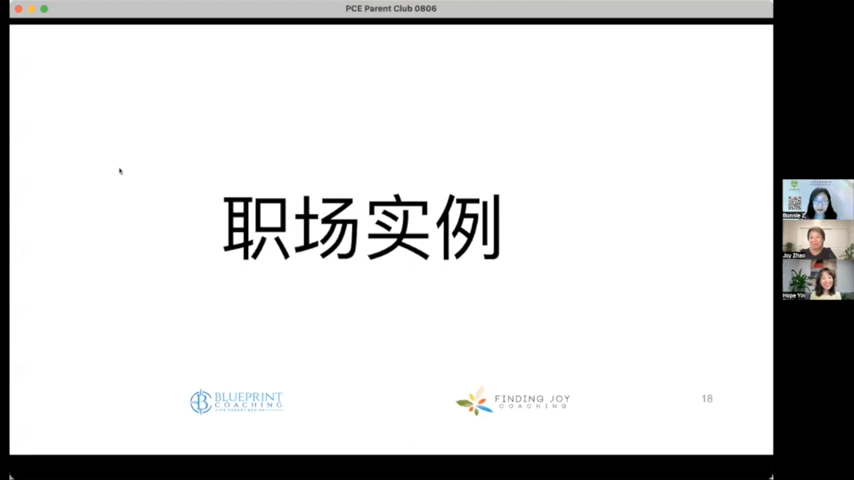 PCE Parent Club 0806
职场实例
Bonnie Z
Joy Zhao
Hope Yin
BLUEPRINT
COACHING
FINDING JOY
COACHING
18